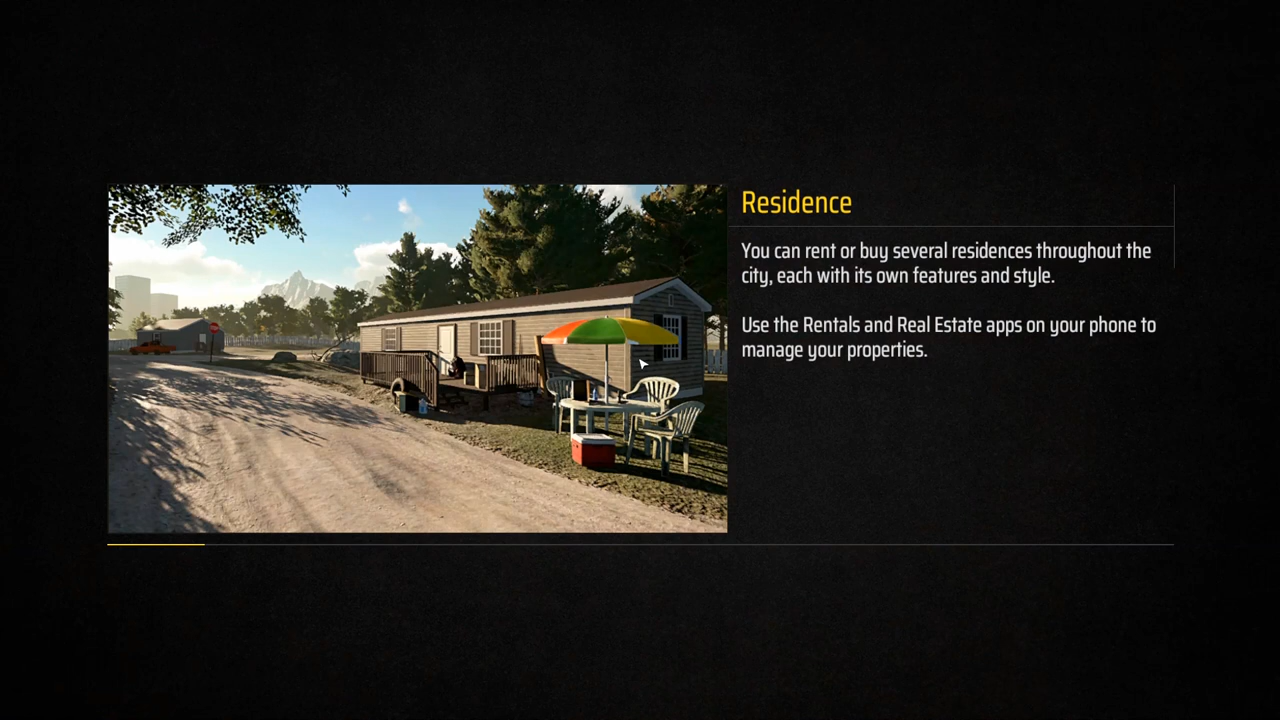 Residence
You can rent or buy several residences throughout the
city, each with its own features and style.
Use the Rentals and Real Estate apps on your phone to
manage your properties.